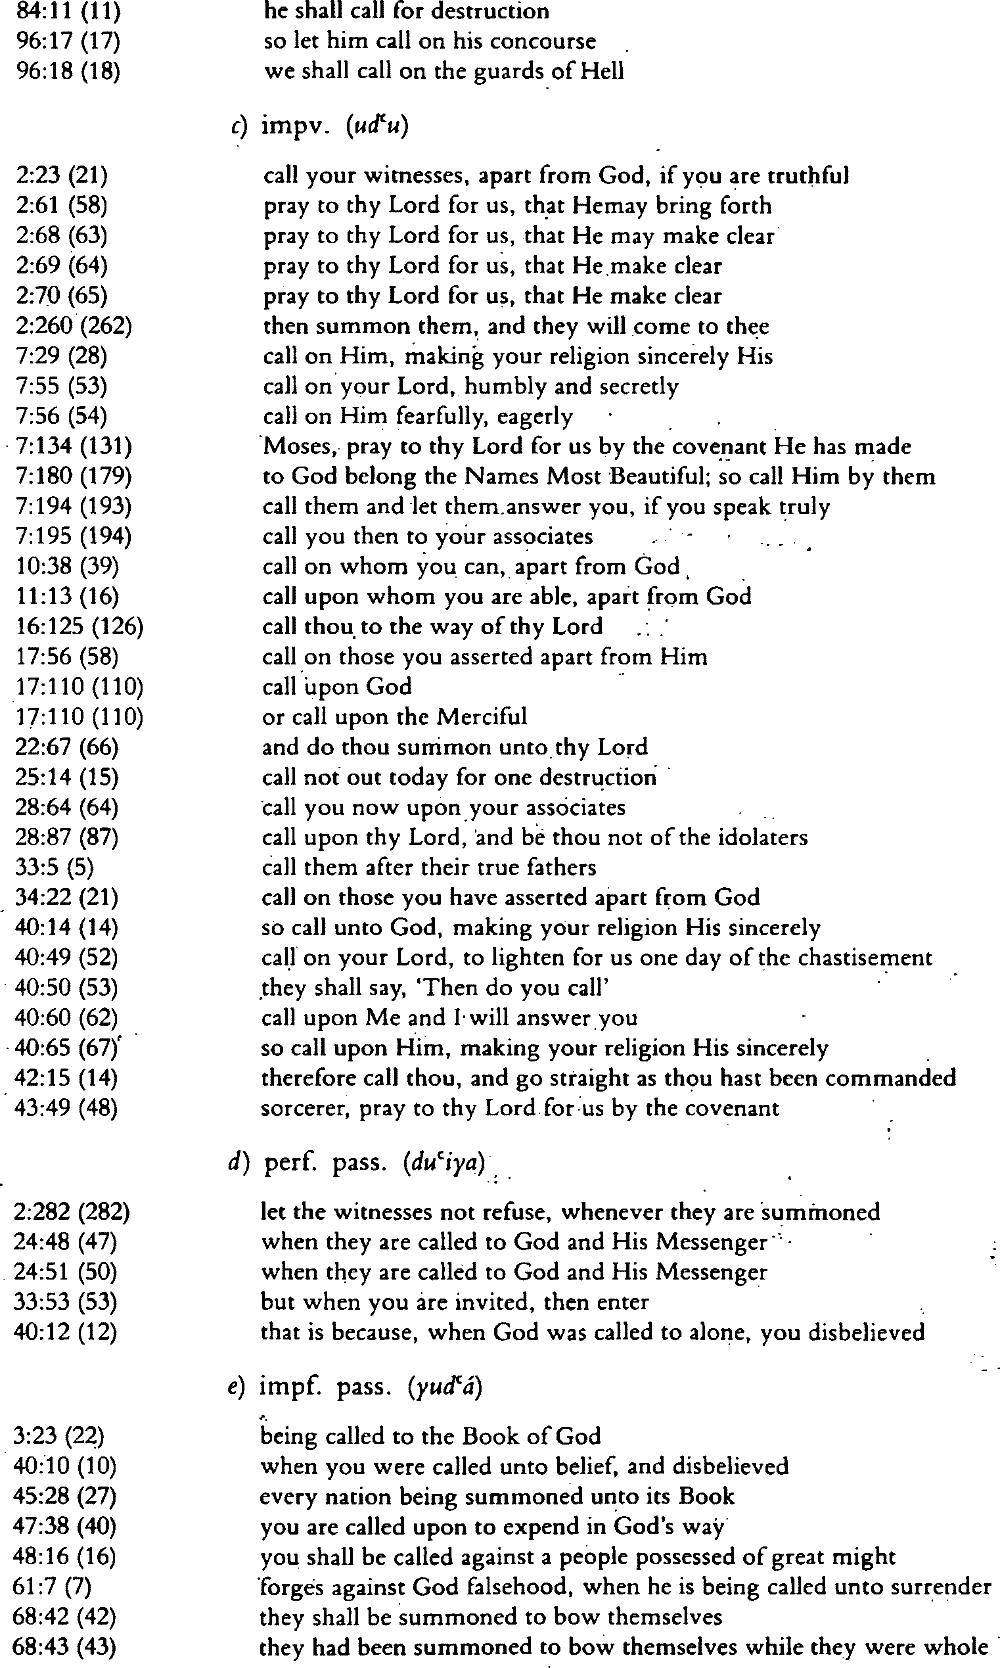 84:11 (11) he shall call for destruction
96:17 (17) so let him call on his concourse
96:18 (18) we shall call on the guards of Hell
c) impv. (udʿu)
2:23 (21) call your witnesses, apart from God, if you are truthful
2:61 (58) pray to thy Lord for us, that Hemay bring forth
2:68 (63) pray to thy Lord for us, that He may make clear
2:69 (64) pray to thy Lord for us, that He make clear
2:70 (65) pray to thy Lord for us, that He make clear
2:260 (262) then summon them, and they will come to thee
7:29 (28) call on Him, making your religion sincerely His
7:55 (53) call on your Lord, humbly and secretly
7:56 (54) call on Him fearfully, eagerly
7:134 (131) Moses, pray to thy Lord for us by the covenant He has made
7:180 (179) to God belong the Names Most Beautiful; so call Him by them
7:194 (193) call them and let them answer you, if you speak truly
7:195 (194) call you then to your associates
10:38 (39) call on whom you can, apart from God
11:13 (16) call upon whom you are able, apart from God
16:125 (126) call thou to the way of thy Lord
17:56 (58) call on those you asserted apart from Him
17:110 (110) call upon God
17:110 (110) or call upon the Merciful
22:67 (66) and do thou summon unto thy Lord
25:14 (15) call not out today for one destruction
28:64 (64) call you now upon your associates
28:87 (87) call upon thy Lord, and be thou not of the idolaters
33:5 (5) call them after their true fathers
34:22 (21) call on those you have asserted apart from God
40:14 (14) so call unto God, making your religion His sincerely
40:49 (52) call on your Lord, to lighten for us one day of the chastisement
40:50 (53) they shall say, 'Then do you call'
40:60 (62) call upon Me and I will answer you
40:65 (67) so call upon Him, making your religion His sincerely
42:15 (14) therefore call thou, and go straight as thou hast been commanded
43:49 (48) sorcerer, pray to thy Lord for us by the covenant
d) perf. pass. (duʿiya)
2:282 (282) let the witnesses not refuse, whenever they are summoned
24:48 (47) when they are called to God and His Messenger
24:51 (50) when they are called to God and His Messenger
33:53 (53) but when you are invited, then enter
40:12 (12) that is because, when God was called to alone, you disbelieved
e) impf. pass. (yudʿá)
3:23 (22) being called to the Book of God
40:10 (10) when you were called unto belief, and disbelieved
45:28 (27) every nation being summoned unto its Book
47:38 (40) you are called upon to expend in God's way
48:16 (16) you shall be called against a people possessed of great might
61:7 (7) forges against God falsehood, when he is being called unto surrender
68:42 (42) they shall be summoned to bow themselves
68:43 (43) they had been summoned to bow themselves while they were whole